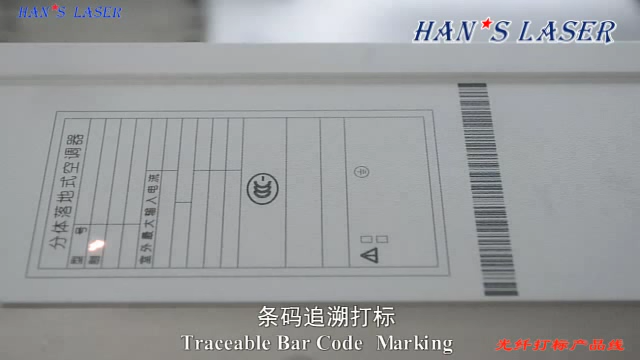 HAN'S LASER
HAN'S LASER
分体落地式空调器
型 号
制
室外最大输入电流
CCC
条码追溯打标
Traceable Bar Code Marking
光纤打标产品线